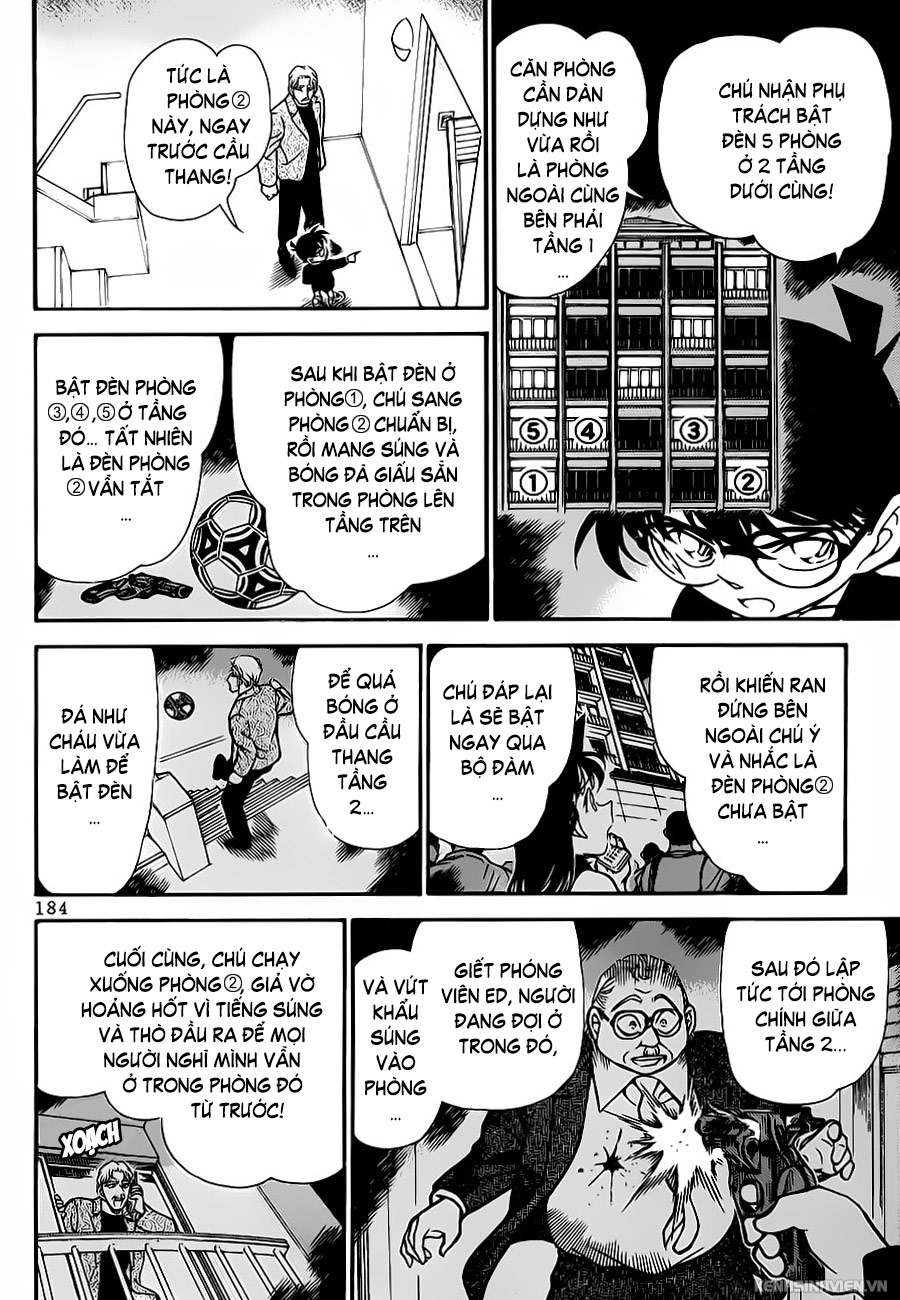 CHÚ NHẬN PHỤ
TRÁCH BẬT
ĐÈN 5 PHÒNG
Ở 2 TẦNG
DƯỚI CÙNG!
CĂN PHÒNG
CẦN DÀN
DỰNG NHƯ
VỪA RỒI
LÀ PHÒNG
NGOÀI CÙNG
BÊN PHẢI
TẦNG 1
...
⑤ ④ ③
① ②
TỨC LÀ
PHÒNG②
NÀY, NGAY
TRƯỚC CẦU
THANG!
SAU KHI BẬT ĐÈN Ở
PHÒNG①, CHÚ SANG
PHÒNG② CHUẨN BỊ,
RỒI MANG SÚNG VÀ
BÓNG ĐÃ GIẤU SẴN
TRONG PHÒNG LÊN
TẦNG TRÊN
...
BẬT ĐÈN PHÒNG
③,④,⑤Ở TẦNG
ĐÓ... TẤT NHIÊN
LÀ ĐÈN PHÒNG
②VẪN TẮT
...
RỒI KHIẾN RAN
ĐỨNG BÊN
NGOÀI CHÚ Ý
VÀ NHẮC LÀ
ĐÈN PHÒNG②
CHƯA BẬT
...
CHÚ ĐÁP LẠI
LÀ SẼ BẬT
NGAY QUA
BỘ ĐÀM
...
ĐỂ QUẢ
BÓNG Ở
ĐẦU CẦU
THANG
TẦNG
2...
ĐÁ NHƯ
CHÁU VỪA
LÀM ĐỂ
BẬT ĐÈN
...
184
SAU ĐÓ LẬP
TỨC TỚI PHÒNG
CHÍNH GIỮA
TẦNG 2...
GIẾT PHÓNG
VIÊN ED, NGƯỜI
ĐANG ĐỢI Ở
TRONG ĐÓ,
VÀ VỨT
KHẨU
SÚNG
VÀO
PHÒNG
...
CUỐI CÙNG, CHÚ CHẠY
XUỐNG PHÒNG②, GIẢ VỜ
HOẢNG HỐT VÌ TIẾNG SÚNG
VÀ THÒ ĐẦU RA ĐỂ MỌI
NGƯỜI NGHĨ MÌNH VẪN
Ở TRONG PHÒNG ĐÓ
TỪ TRƯỚC!
XOẠCH
KENHSINHVIEN.VN